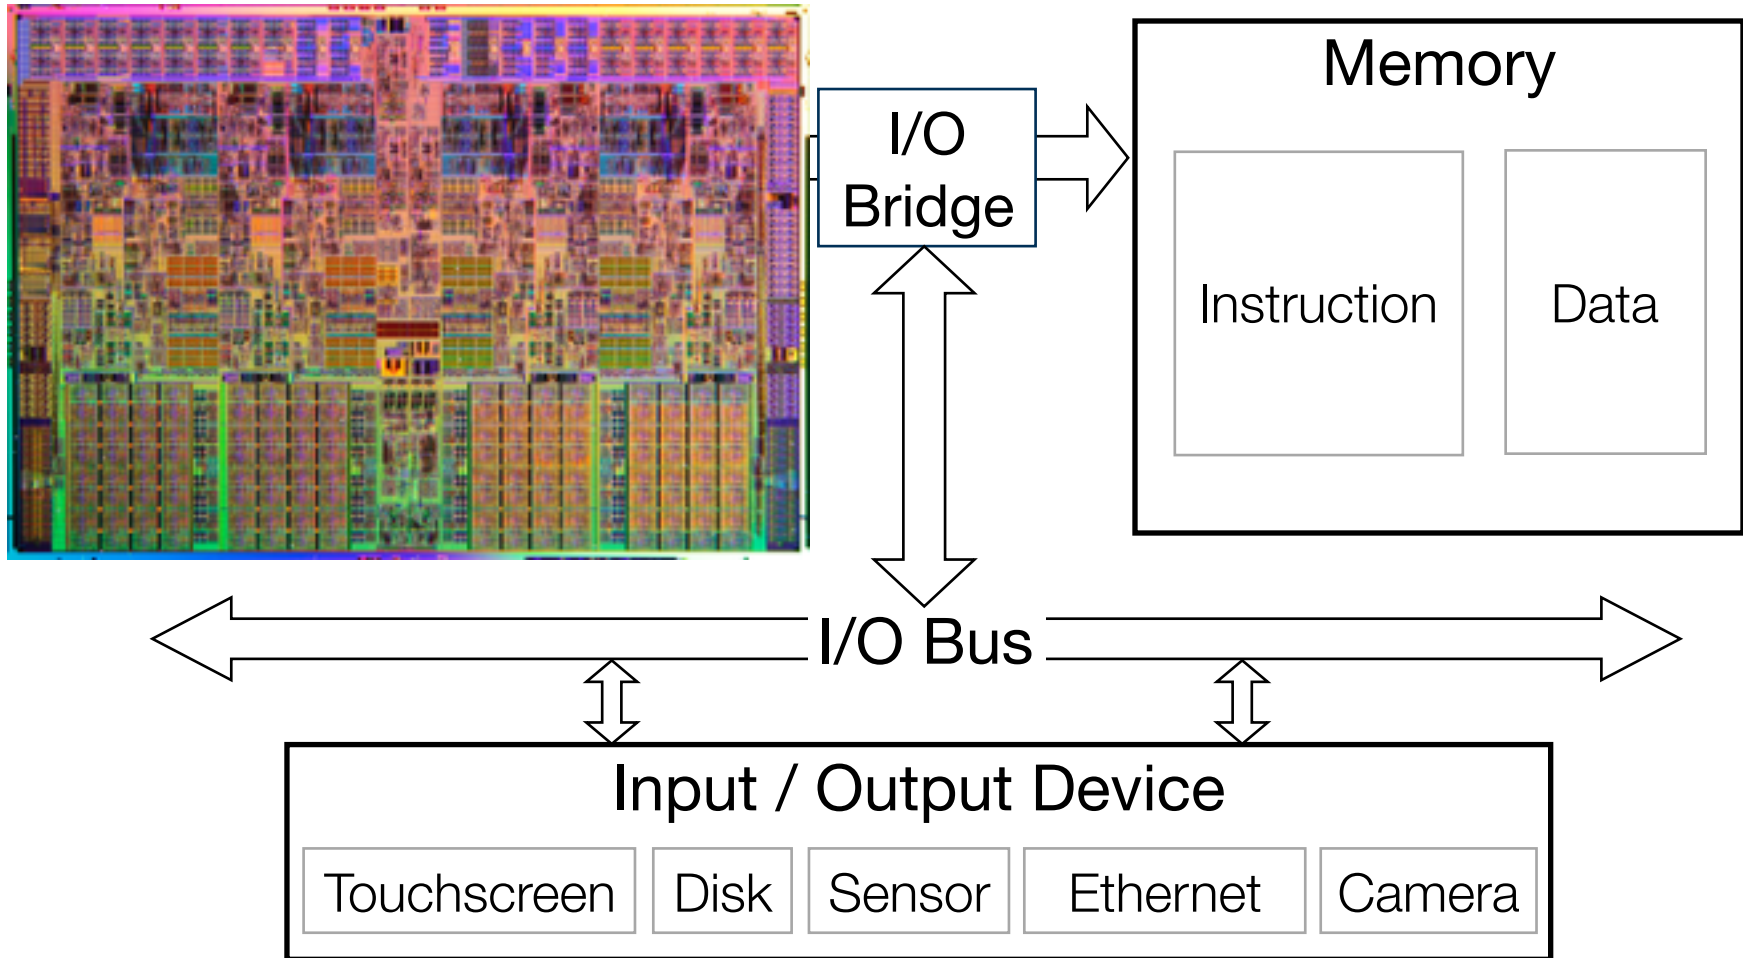 I/O
Bridge
Memory
Instruction
Data
I/O Bus
Input / Output Device
Touchscreen
Disk
Sensor
Ethernet
Camera